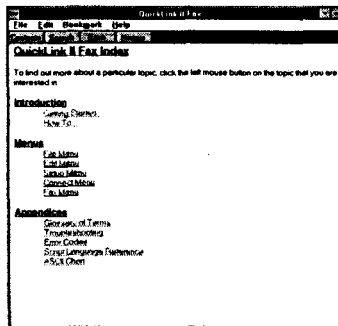 QuickLink II Fax
File Edit Bookmark Help
QuickLink II Fax Index
To find out more about a particular topic, click the left mouse button on the topic that you are
interested in
Introduction
Getting Started
How To
Menus
File Menu
Edit Menu
Setup Menu
Connect Menu
Fax Menu
Appendices
Glossary of Terms
Troubleshooting
Error Codes
Script Language Reference
ASCII Chart